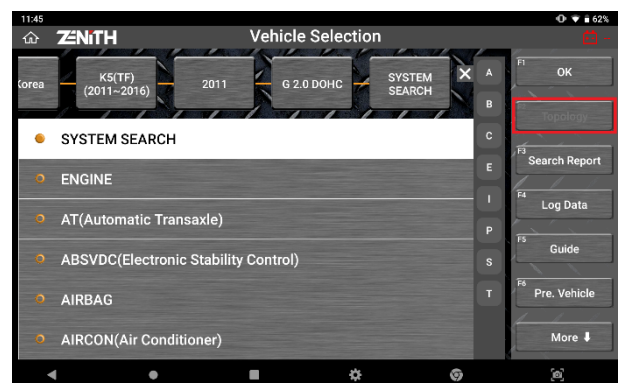 11:45
62%
ZENITH
Vehicle Selection
Korea
K5(TF)
(2011~2016)
2011
G 2.0 DOHC
SYSTEM
SEARCH
SYSTEM SEARCH
ENGINE
AT(Automatic Transaxle)
ABSVDC(Electronic Stability Control)
AIRBAG
AIRCON(Air Conditioner)
A
B
C
E
I
P
S
T
F1
OK
Topology
F3
Search Report
F4
Log Data
F5
Guide
F6
Pre. Vehicle
More